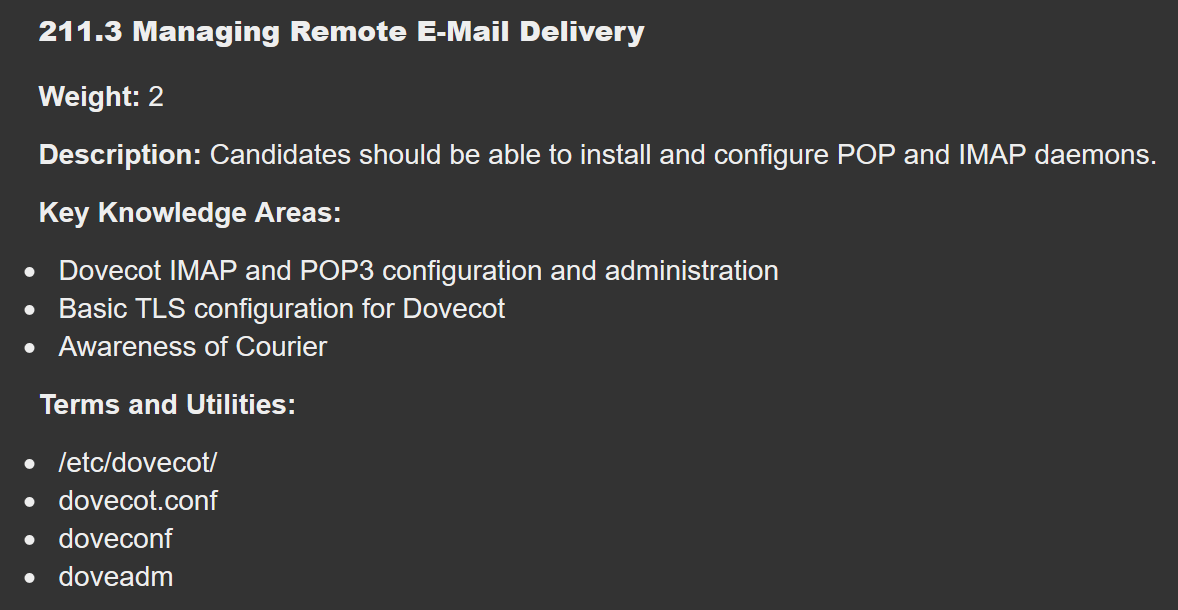 211.3 Managing Remote E-Mail Delivery
Weight: 2
Description: Candidates should be able to install and configure POP and IMAP daemons.
Key Knowledge Areas:
• Dovecot IMAP and POP3 configuration and administration
• Basic TLS configuration for Dovecot
• Awareness of Courier
Terms and Utilities:
• /etc/dovecot/
• dovecot.conf
• doveconf
• doveadm